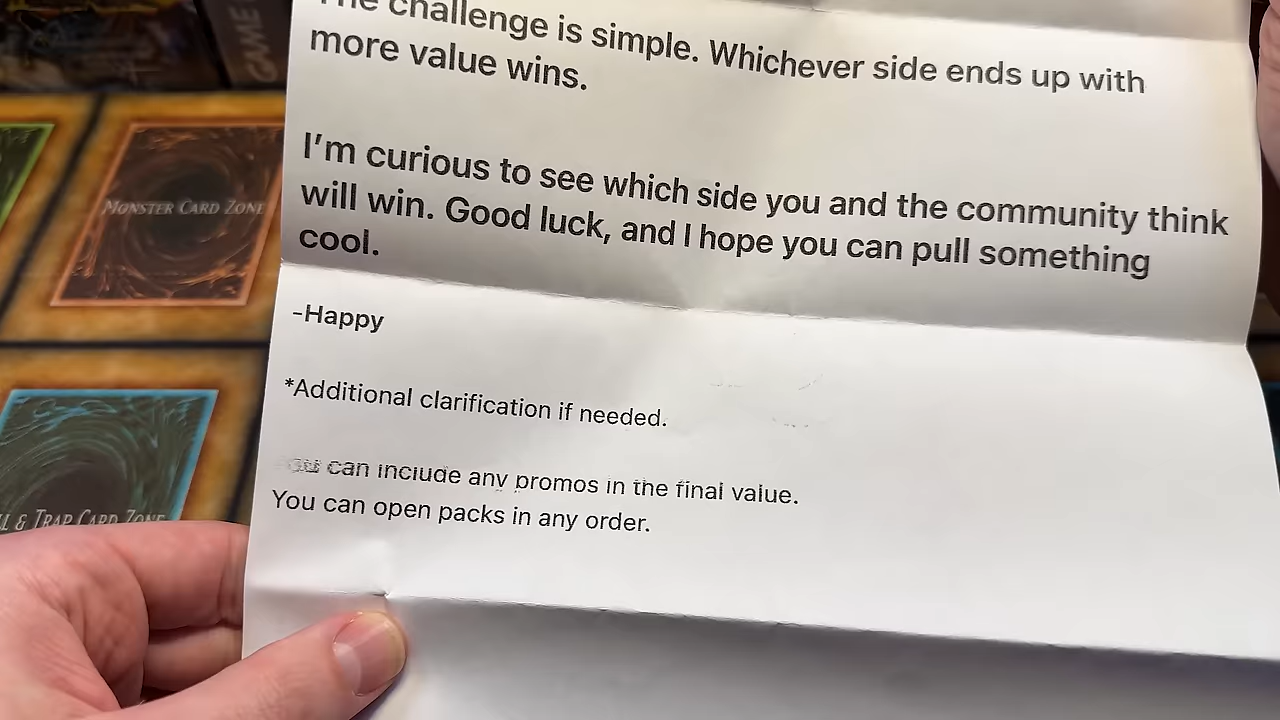 The challenge is simple. Whichever side ends up with
more value wins.
I'm curious to see which side you and the community think
will win. Good luck, and I hope you can pull something
cool.
-Happy
*Additional clarification if needed.
can include any promos in the final value.
You can open packs in any order.
GAME
MONSTER CARD ZONE
& TRAP CARD ZONE